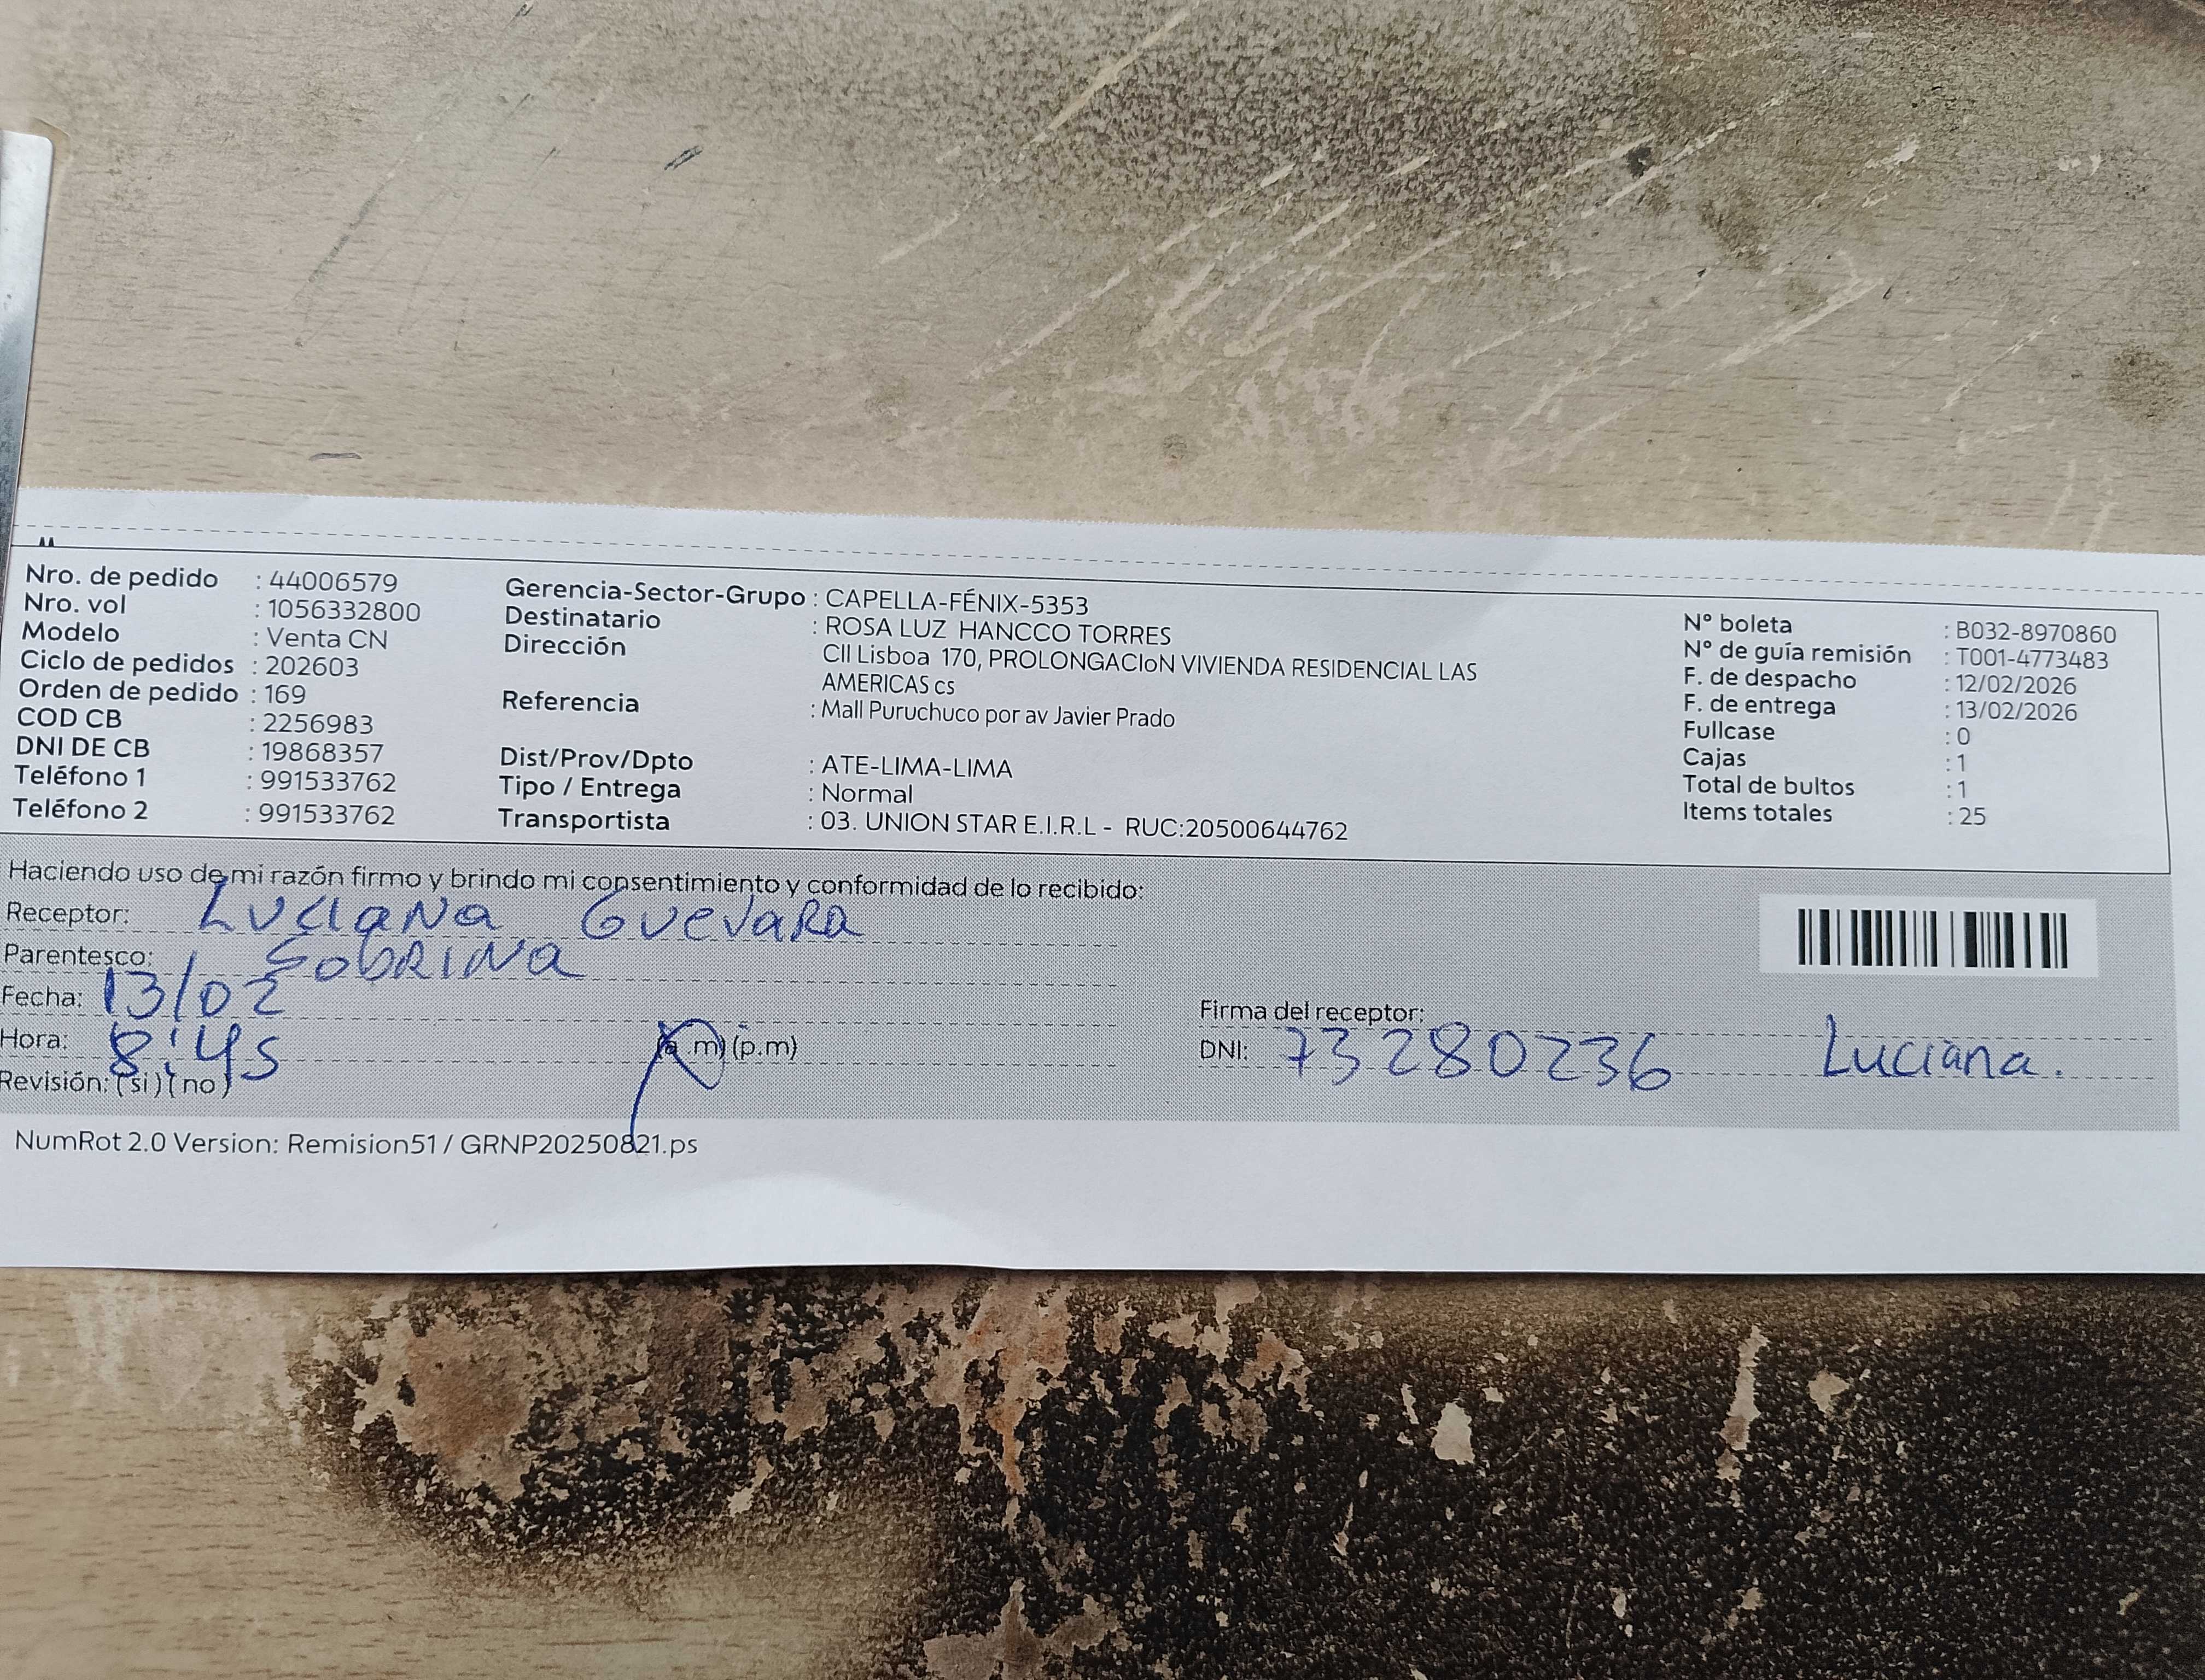 Nro. de pedido : 44006579
Nro. vol : 1056332800
Modelo : Venta CN
Ciclo de pedidos : 202603
Orden de pedido : 169
COD CB : 2256983
DNI DE CB : 19868357
Teléfono 1 : 991533762
Teléfono 2 : 991533762
Gerencia-Sector-Grupo : CAPELLA-FÉNIX-5353
Destinatario : ROSA LUZ HANCCO TORRES
Dirección CII Lisboa 170, PROLONGACIoN VIVIENDA RESIDENCIAL LAS
AMERICAS cs
Referencia : Mall Puruchuco por av Javier Prado
Dist/Prov/Dpto : ATE-LIMA-LIMA
Tipo / Entrega : Normal
Transportista : 03. UNION STAR E.I.R.L - RUC:20500644762
N° boleta : B032-8970860
N° de guía remisión : T001-4773483
F. de despacho : 12/02/2026
F. de entrega : 13/02/2026
Fullcase : 0
Cajas : 1
Total de bultos : 1
Items totales : 25
Haciendo uso de mi razón firmo y brindo mi consentimiento y conformidad de lo recibido:
Receptor: Luciana Guevara
Parentesco: Sobrina
Fecha: 13/02
Hora: 8:45 (a.m) (p.m)
Revisión: (si) (no)
Firma del receptor:
DNI: 73280236 Luciana.
NumRot 2.0 Version: Remision51 / GRNP20250821.ps